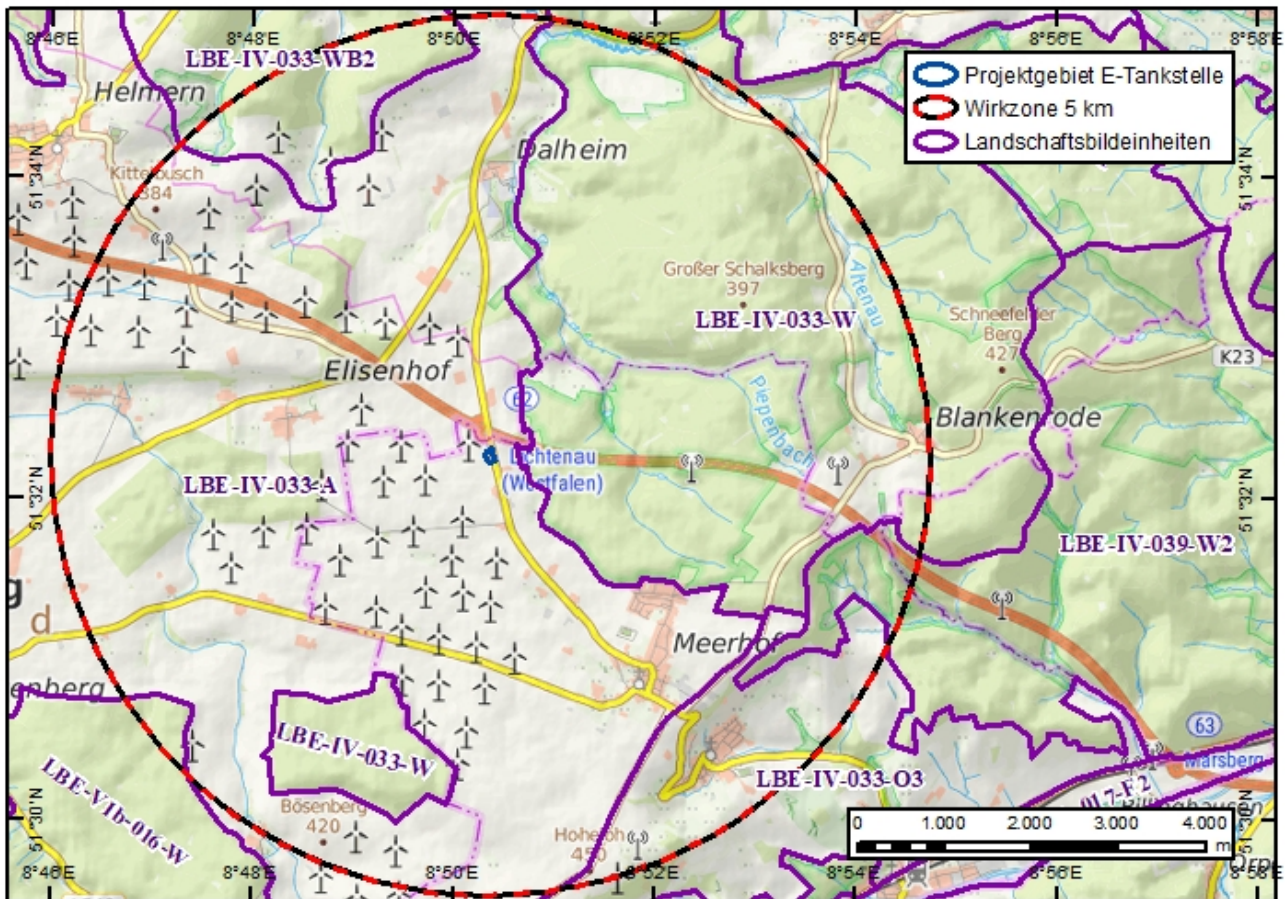 8°46'E
8°48'E
8°50'E
8°52'E
8°54'E
8°56'E
8°58'E
LBE-IV-033-WB2
Projektgebiet E-Tankstelle
Wirkzone 5 km
Landschaftsbildeinheiten
Helmern
Dalheim
51°34'N
51°34'N
Kittelbusch
384
Großer Schalksberg
397
Altenau
LBE-IV-033-W
Schneefelder
Berg
427
K23
Elisenhof
Piepenbach
62
Blankenrode
Lichtenau
(Westfalen)
LBE-IV-033-A
51°32'N
51°32'N
LBE-IV-039-W2
g
d
Meerhof
enberg
LBE-IV-033-W
63
Marsberg
LBE-VIb-016-W
LBE-IV-033-O3
017-F2
Bösenberg
420
51°30'N
51°30'N
0
1.000
2.000
3.000
4.000
m
450
8°46'E
8°48'E
8°50'E
8°52'E
8°54'E
8°56'E
8°58'E